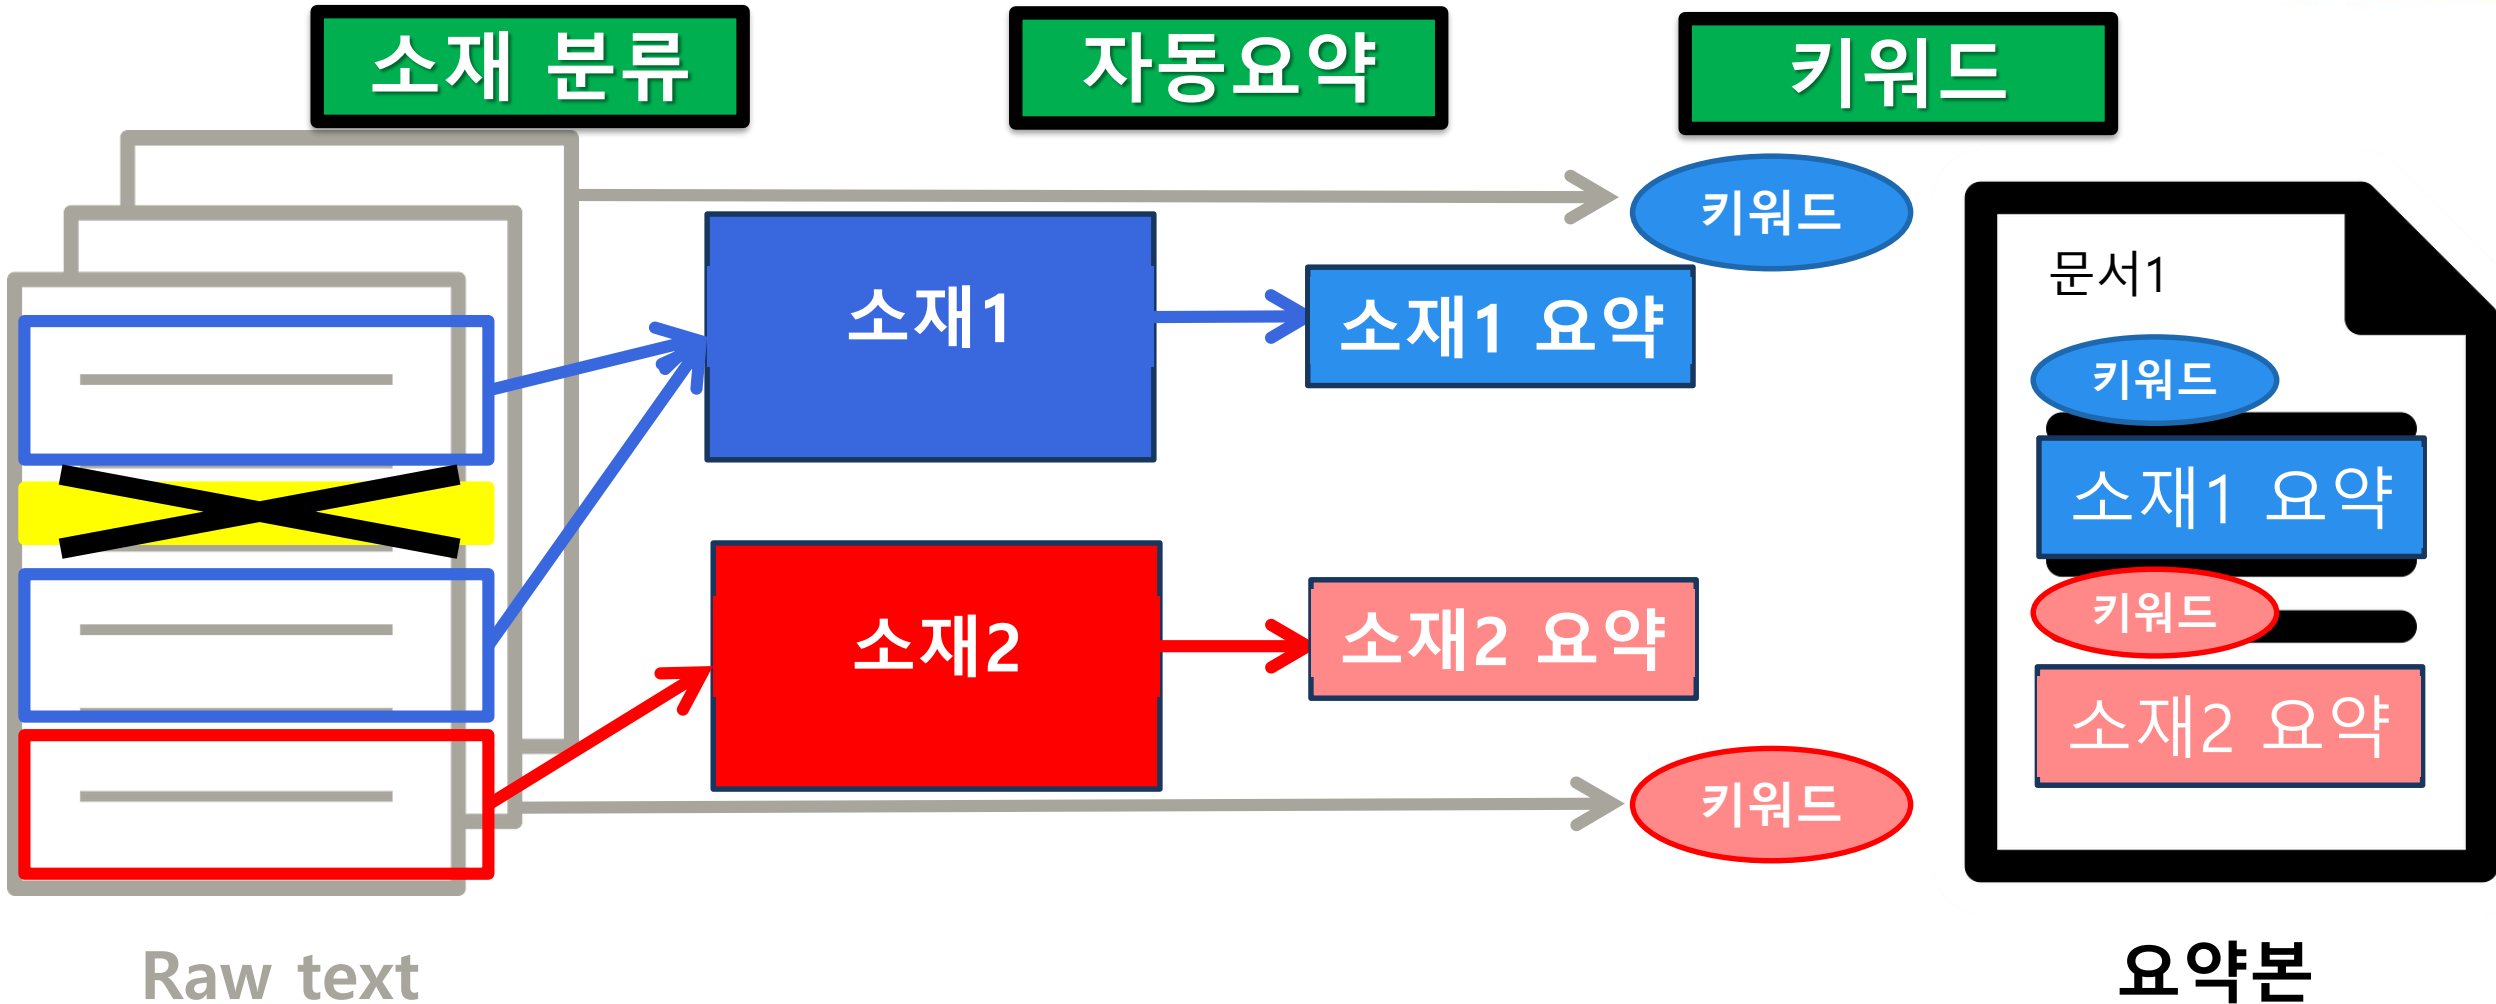 소재 분류
자동요약
키워드
키워드
문서1
소재1
소재1 요약
키워드
소재1 요약
소재2
소재2 요약
키워드
소재2 요약
키워드
Raw text
요약본